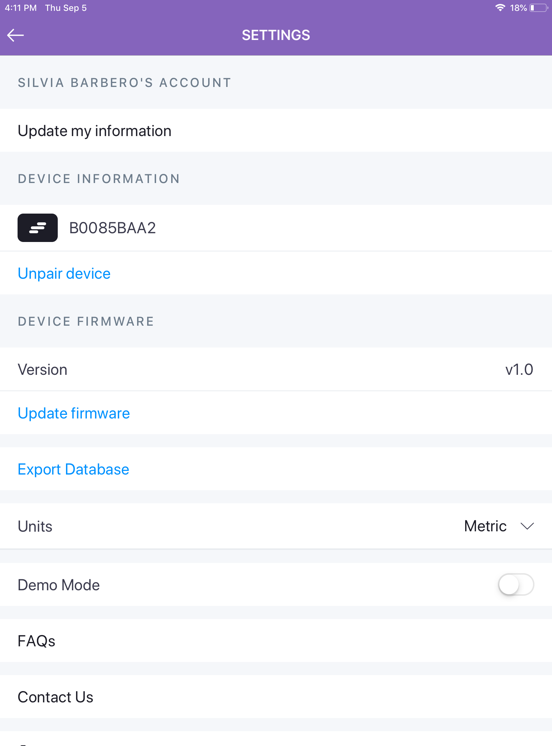 4:11 PM Thu Sep 5 18%
SETTINGS
SILVIA BARBERO'S ACCOUNT
Update my information
DEVICE INFORMATION
B0085BAA2
Unpair device
DEVICE FIRMWARE
Version v1.0
Update firmware
Export Database
Units Metric
Demo Mode
FAQs
Contact Us